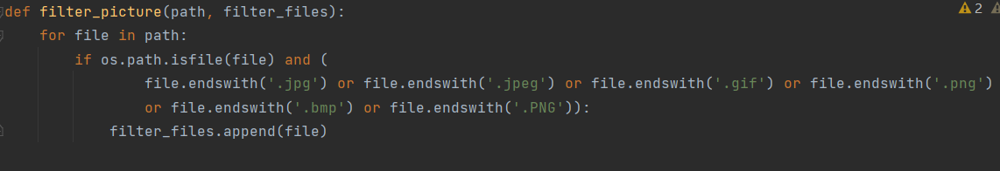 def filter_picture(path, filter_files):
2
for file in path:
if os.path.isfile(file) and (
file.endswith('.jpg') or file.endswith('.jpeg') or file.endswith('.gif') or file.endswith('.png')
or file.endswith('.bmp') or file.endswith('.PNG')):
filter_files.append(file)